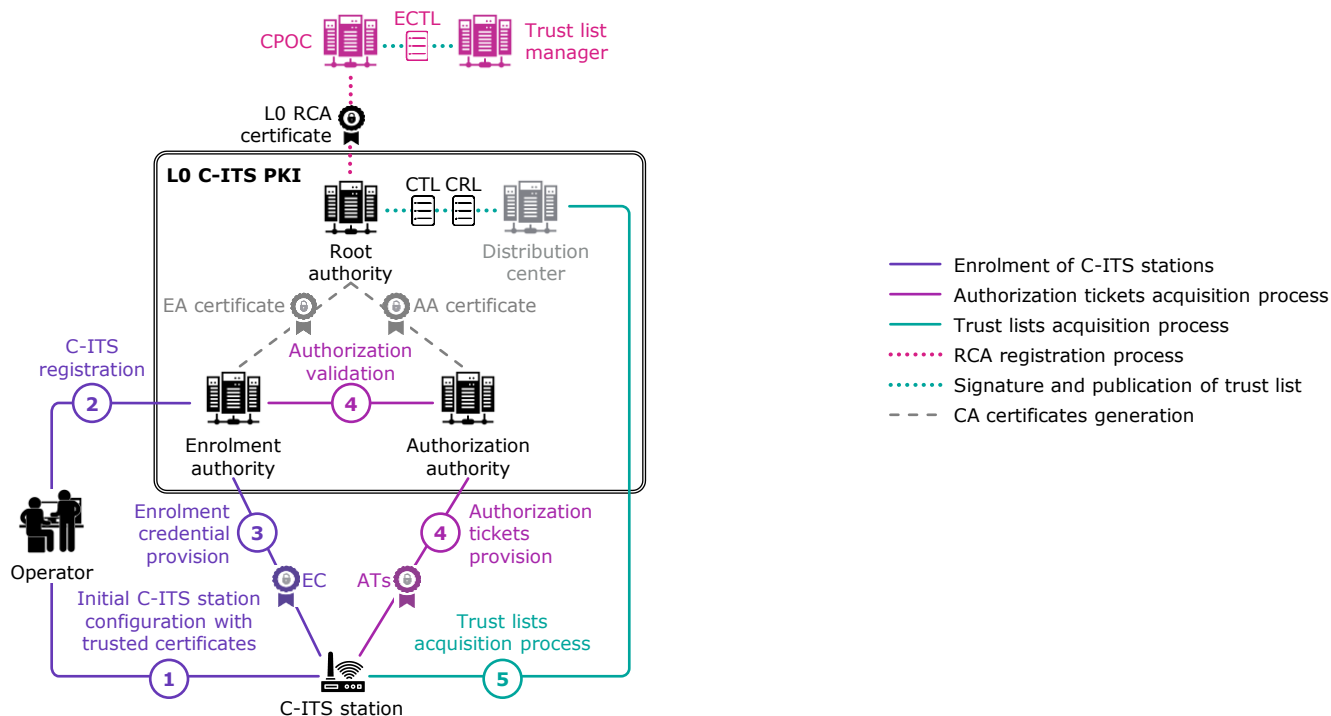 ECTL
CPOC
Trust list
manager
L0 RCA
certificate
L0 C-ITS PKI
CTL CRL
Root
authority
Distribution
center
EA certificate
AA certificate
C-ITS
registration
Authorization
validation
2
4
Enrolment
authority
Authorization
authority
Enrolment
credential
provision
3
4
Authorization
tickets
provision
Operator
EC
ATs
Initial C-ITS station
configuration with
trusted certificates
Trust lists
acquisition process
1
5
C-ITS station
Enrolment of C-ITS stations
Authorization tickets acquisition process
Trust lists acquisition process
RCA registration process
Signature and publication of trust list
CA certificates generation